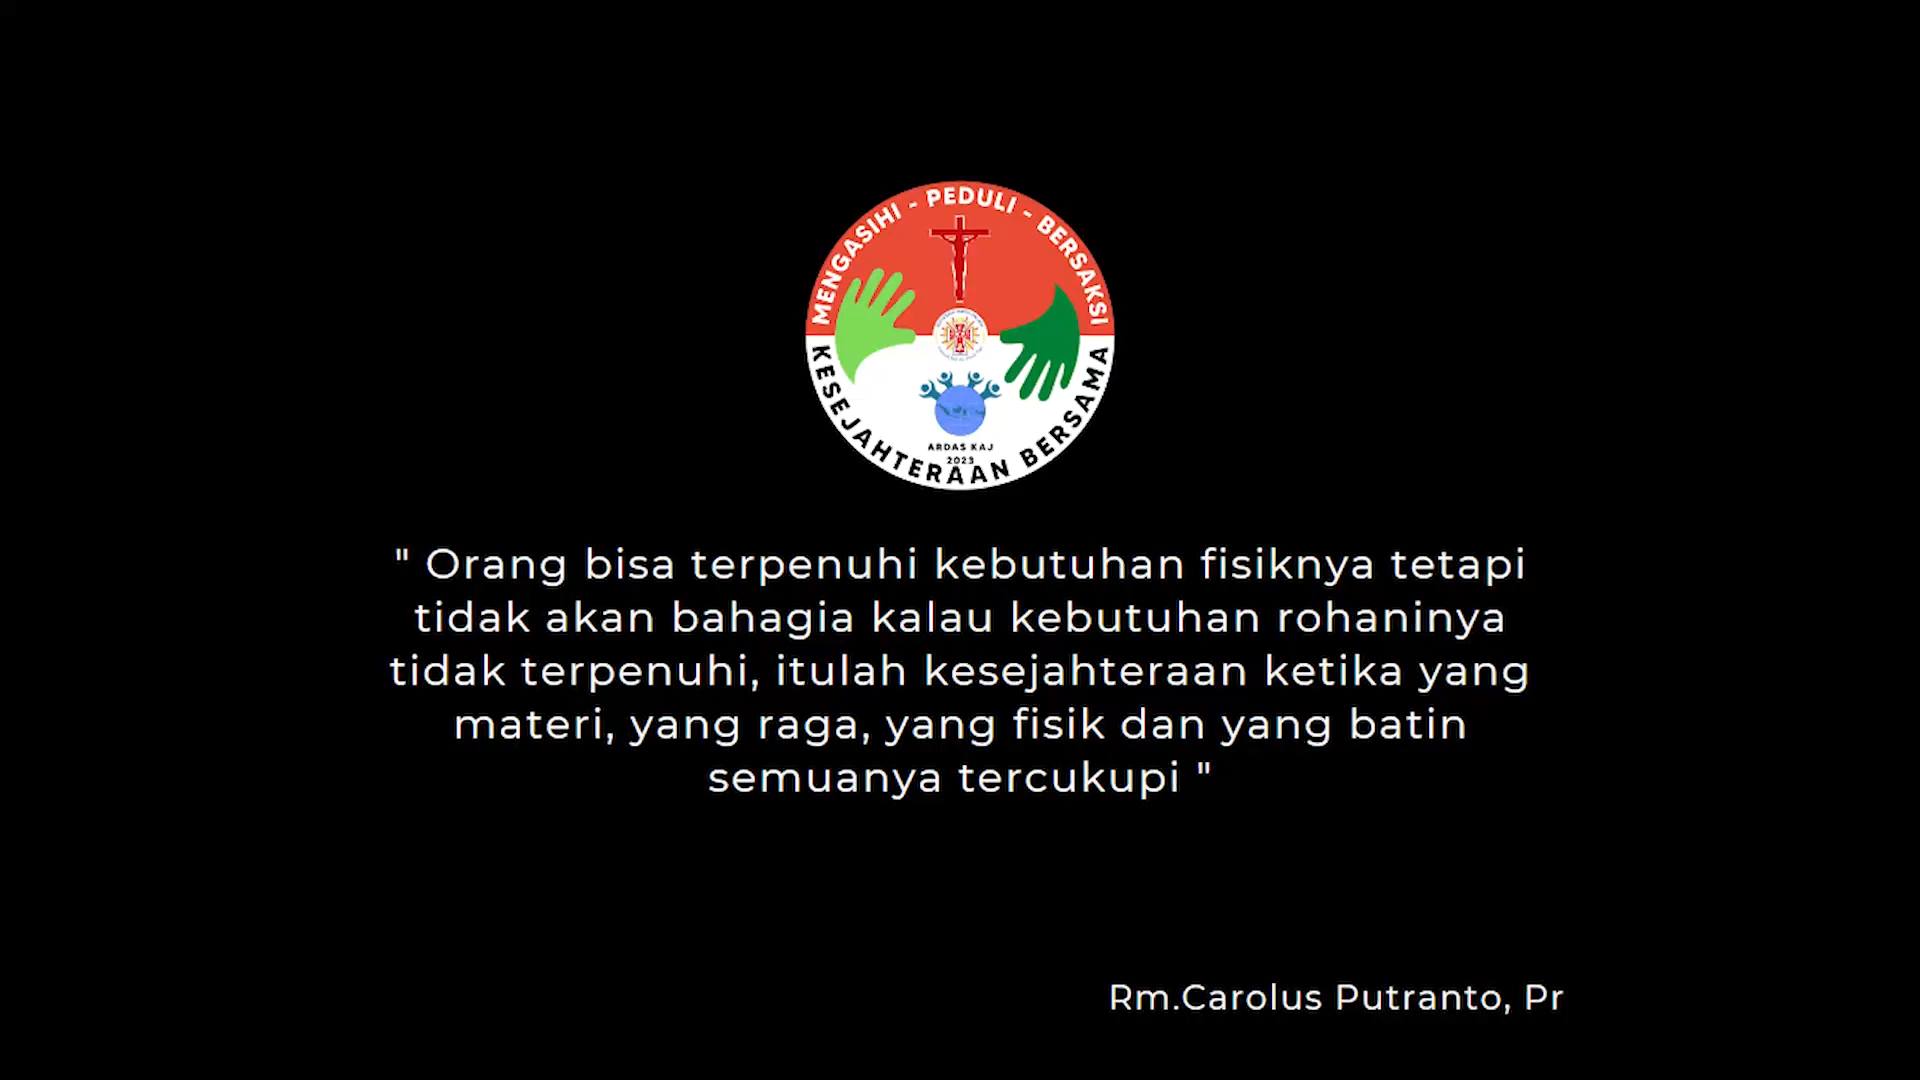 MENGASIHI - PEDULI - BERSAKSI
KESEJAHTERAAN BERSAMA
ARDAS KAJ
2023
" Orang bisa terpenuhi kebutuhan fisiknya tetapi
tidak akan bahagia kalau kebutuhan rohaninya
tidak terpenuhi, itulah kesejahteraan ketika yang
materi, yang raga, yang fisik dan yang batin
semuanya tercukupi "
Rm.Carolus Putranto, Pr